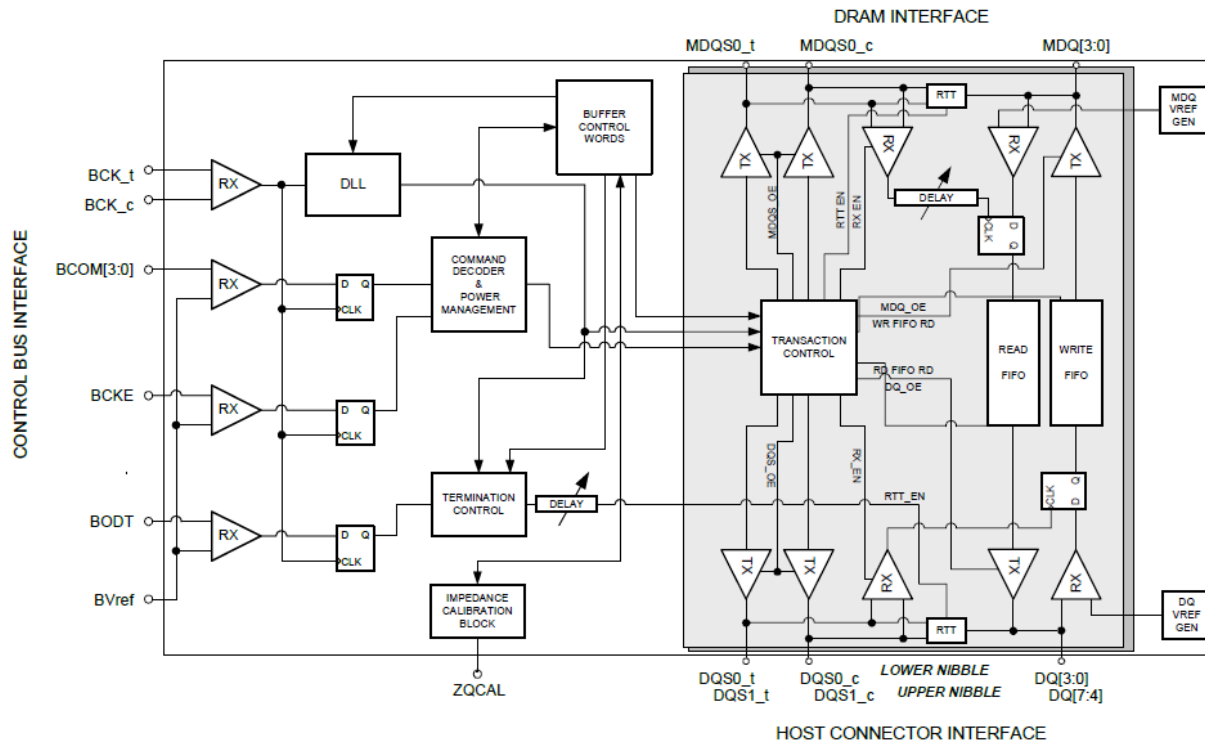 DRAM INTERFACE
MDQS0_t
MDQS0_c
MDQ[3:0]
CONTROL BUS INTERFACE
BCK_t
BCK_c
BCOM[3:0]
BCKE
BODT
BVref
RX
RX
RX
RX
DLL
BUFFER
CONTROL
WORDS
D Q
CLK
D Q
CLK
D Q
CLK
COMMAND
DECODER
&
POWER
MANAGEMENT
TERMINATION
CONTROL
DELAY
IMPEDANCE
CALIBRATION
BLOCK
ZQCAL
RTT
MDQ
VREF
GEN
TX
TX
RX
RX
TX
MDQS_OE
RTT EN
RX EN
DELAY
D
CLK
Q
TRANSACTION
CONTROL
MDQ_OE
WR FIFO RD
RD FIFO RD
DQ_OE
READ
FIFO
WRITE
FIFO
DQS_OE
RX_EN
RTT_EN
Q
CLK
D
TX
TX
RX
TX
RX
RTT
DQ
VREF
GEN
DQS0_t
DQS1_t
DQS0_c
DQS1_c
LOWER NIBBLE
UPPER NIBBLE
DQ[3:0]
DQ[7:4]
HOST CONNECTOR INTERFACE